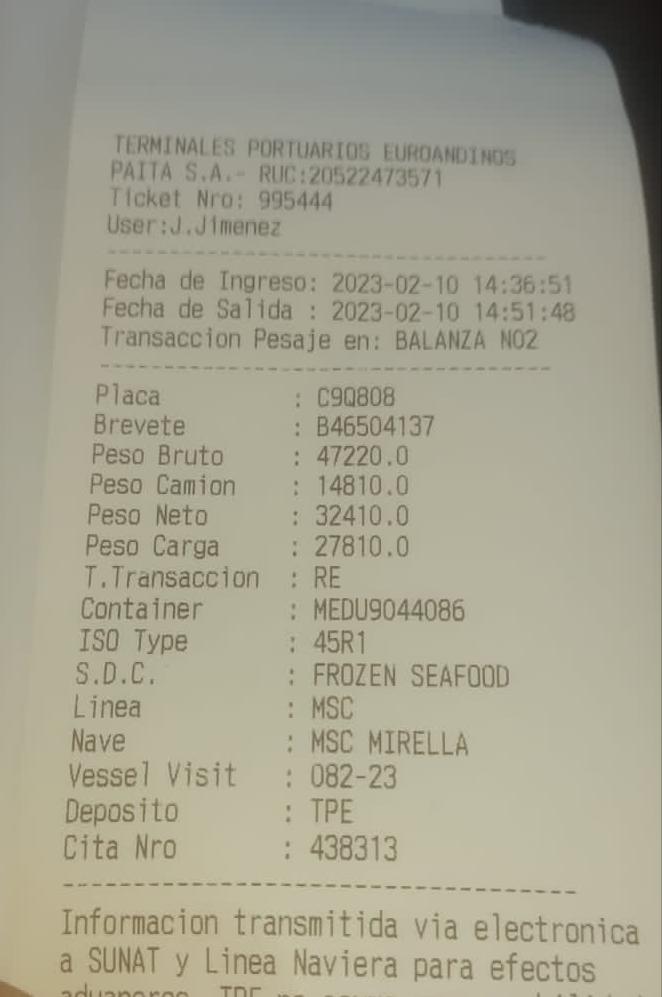 TERMINALES PORTUARIOS EUROANDINOS
PAITA S.A.- RUC:20522473571
Ticket Nro: 995444
User:J.Jimenez
--------------------------------
Fecha de Ingreso: 2023-02-10 14:36:51
Fecha de Salida : 2023-02-10 14:51:48
Transaccion Pesaje en: BALANZA NO2
--------------------------------
Placa : C9Q808
Brevete : B46504137
Peso Bruto : 47220.0
Peso Camion : 14810.0
Peso Neto : 32410.0
Peso Carga : 27810.0
T.Transaccion : RE
Container : MEDU9044086
ISO Type : 45R1
S.D.C. : FROZEN SEAFOOD
Linea : MSC
Nave : MSC MIRELLA
Vessel Visit : 082-23
Deposito : TPE
Cita Nro : 438313
--------------------------------
Informacion transmitida via electronica
a SUNAT y Linea Naviera para efectos
aduaneros. TPE no